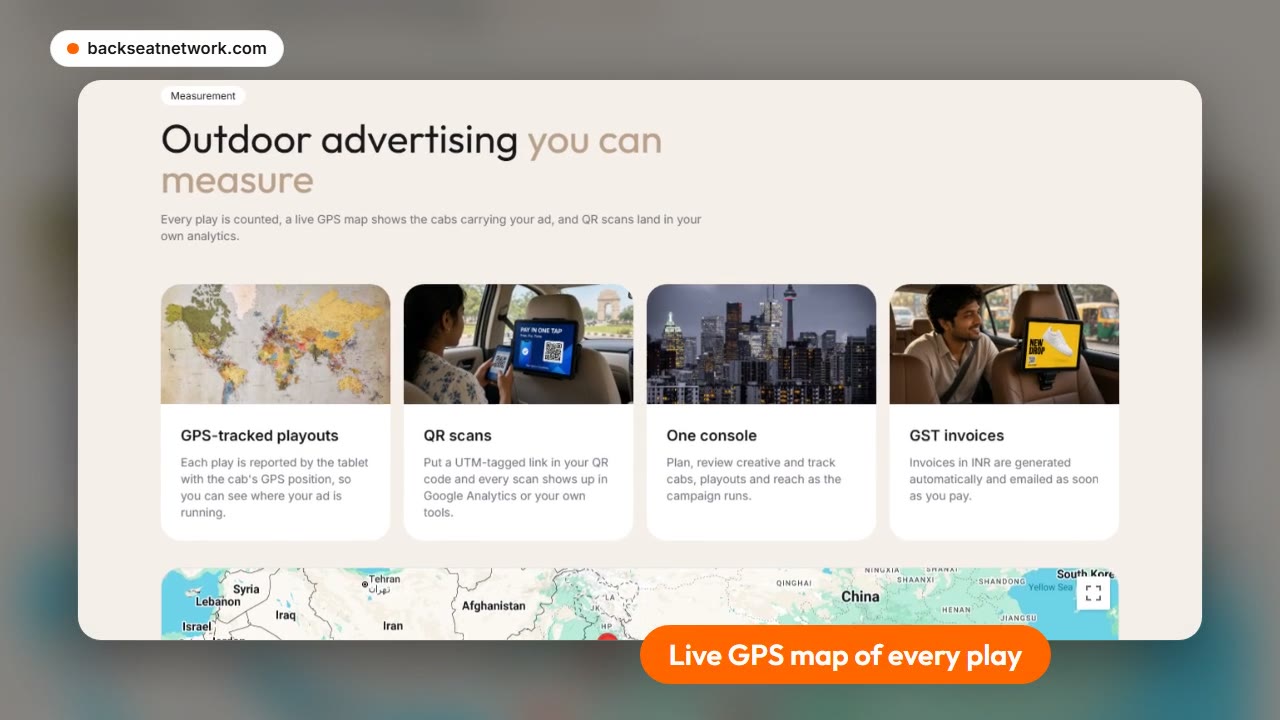 backseatnetwork.com
Measurement
Outdoor advertising you can
measure
Every play is counted, a live GPS map shows the cabs carrying your ad, and QR scans land in your
own analytics.
PAY IN ONE TAP
NEW
DROP
GPS-tracked playouts
Each play is reported by the tablet
with the cab's GPS position, so
you can see where your ad is
running.
QR scans
Put a UTM-tagged link in your QR
code and every scan shows up in
Google Analytics or your own
tools.
One console
Plan, review creative and track
cabs, playouts and reach as the
campaign runs.
GST invoices
Invoices in INR are generated
automatically and emailed as soon
as you pay.
Syria
Lebanon
Israel
Iraq
Tehran
تهران
Iran
Afghanistan
LA
HP
QINGHAI
China
NINGXIA
SHAANXI
SHANXI
HENAN
SHANDONG
JIANGSU
Yellow Sea
South Kore
Live GPS map of every play